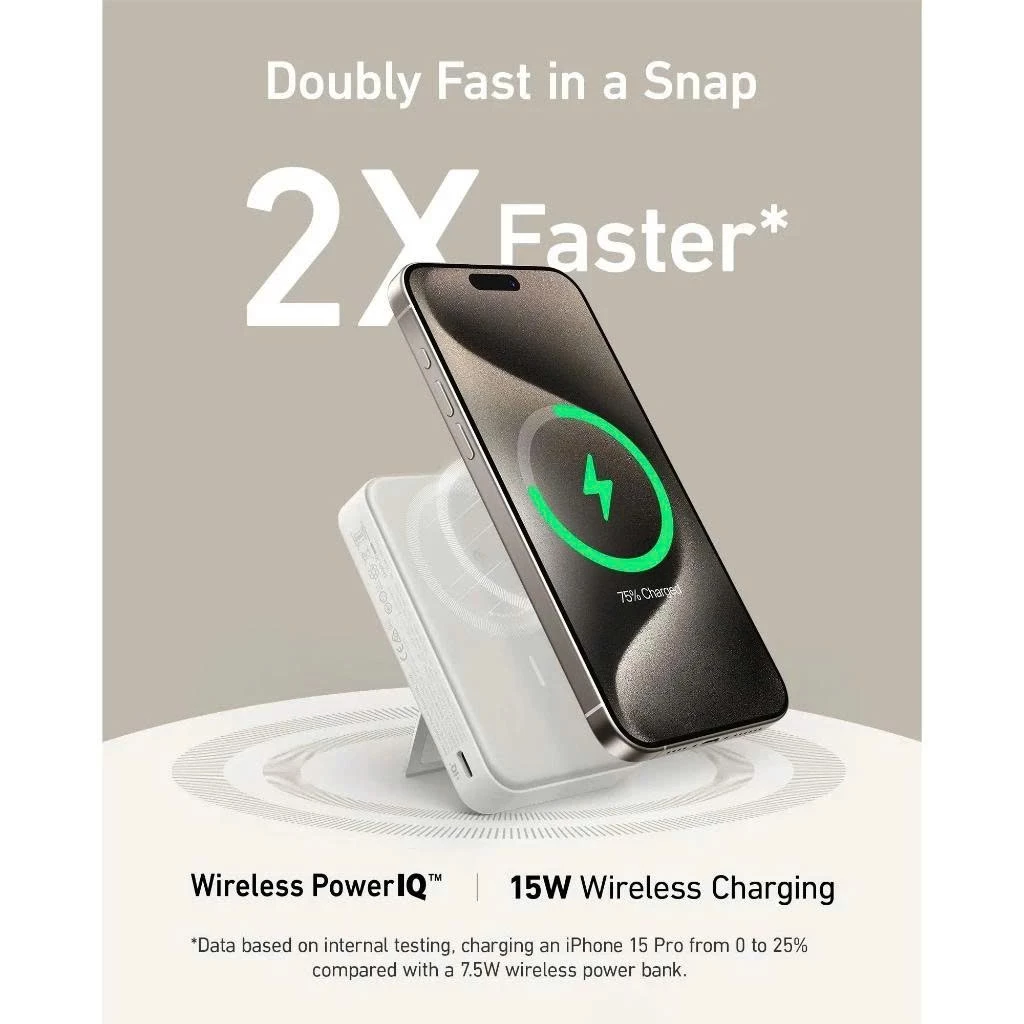 Doubly Fast in a Snap
2X Faster*
75% Charged
Wireless PowerIQ™ | 15W Wireless Charging
*Data based on internal testing, charging an iPhone 15 Pro from 0 to 25%
compared with a 7.5W wireless power bank.